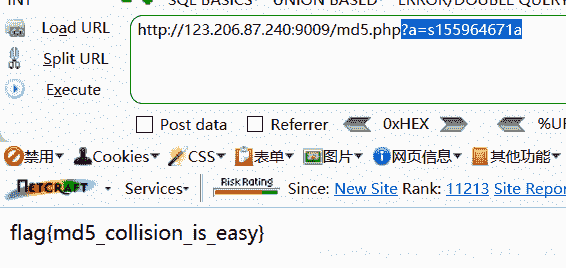 SQL BASICS▾ UNION BASED▾ ERROR/DOUBLE QUERY
Load URL http://123.206.87.240:9009/md5.php?a=s155964671a
Split URL
Execute
Post data Referrer 0xHEX %UR
禁用▾ Cookies▾ CSS▾ 表单▾ 图片▾ 网页信息▾ 其他功能▾
NETCRAFT Services▾ Risk Rating Since: New Site Rank: 11213 Site Repor
flag{md5_collision_is_easy}